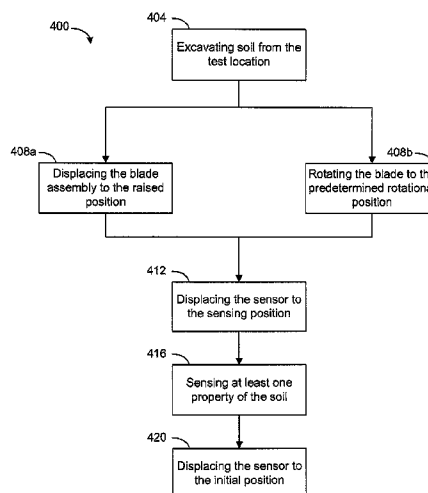 400
404
Excavating soil from the
test location
408a
Displacing the blade
assembly to the raised
position
408b
Rotating the blade to the
predetermined rotational
position
412
Displacing the sensor to
the sensing position
416
Sensing at least one
property of the soil
420
Displacing the sensor to
the initial position